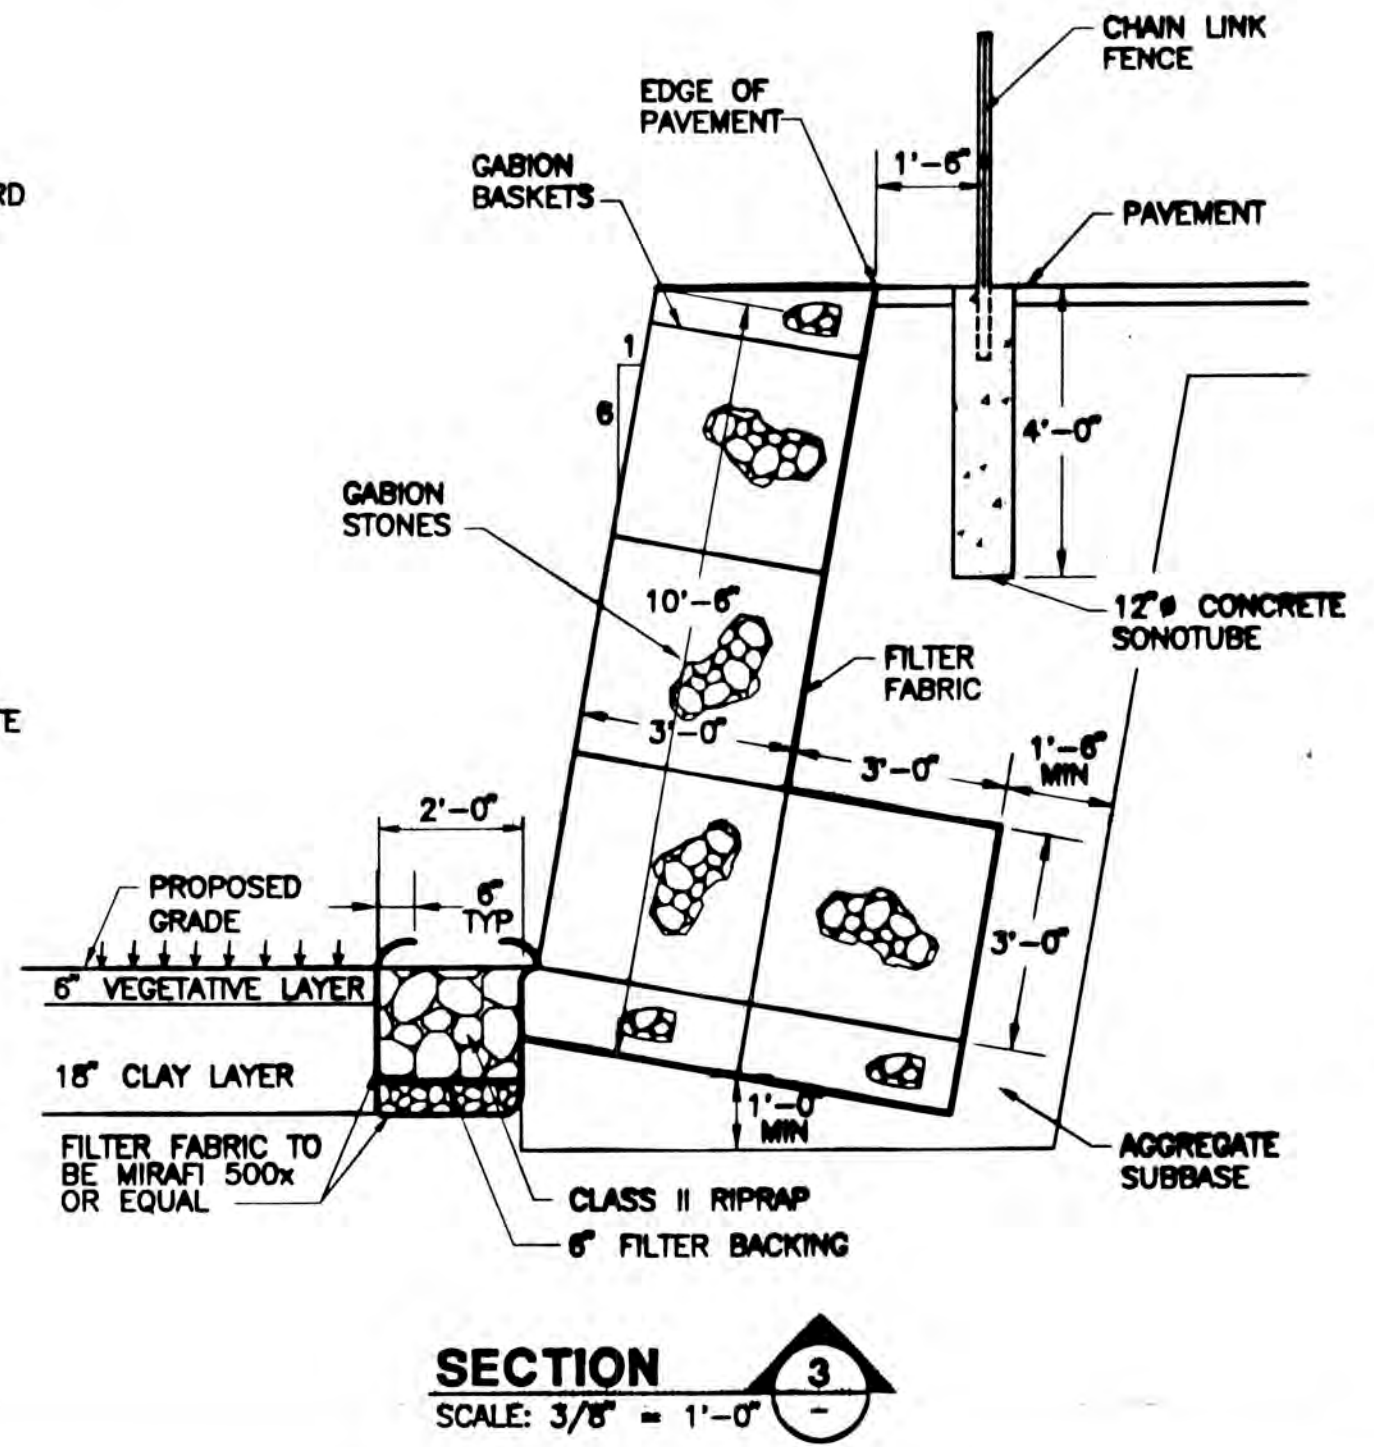 CHAIN LINK
FENCE
EDGE OF
PAVEMENT
GABION
BASKETS
1'-6"
RD
PAVEMENT
1
6
4'-0"
GABION
STONES
10'-6"
12"Ø CONCRETE
SONOTUBE
FILTER
FABRIC
TE
3'-0"
3'-0"
1'-6"
MIN
2'-0"
PROPOSED
GRADE
6"
TYP
3'-0"
6" VEGETATIVE LAYER
18" CLAY LAYER
1'-0"
MIN
FILTER FABRIC TO
BE MIRAFI 500x
OR EQUAL
AGGREGATE
SUBBASE
CLASS II RIPRAP
6" FILTER BACKING
SECTION
3
-
SCALE: 3/8" = 1'-0"